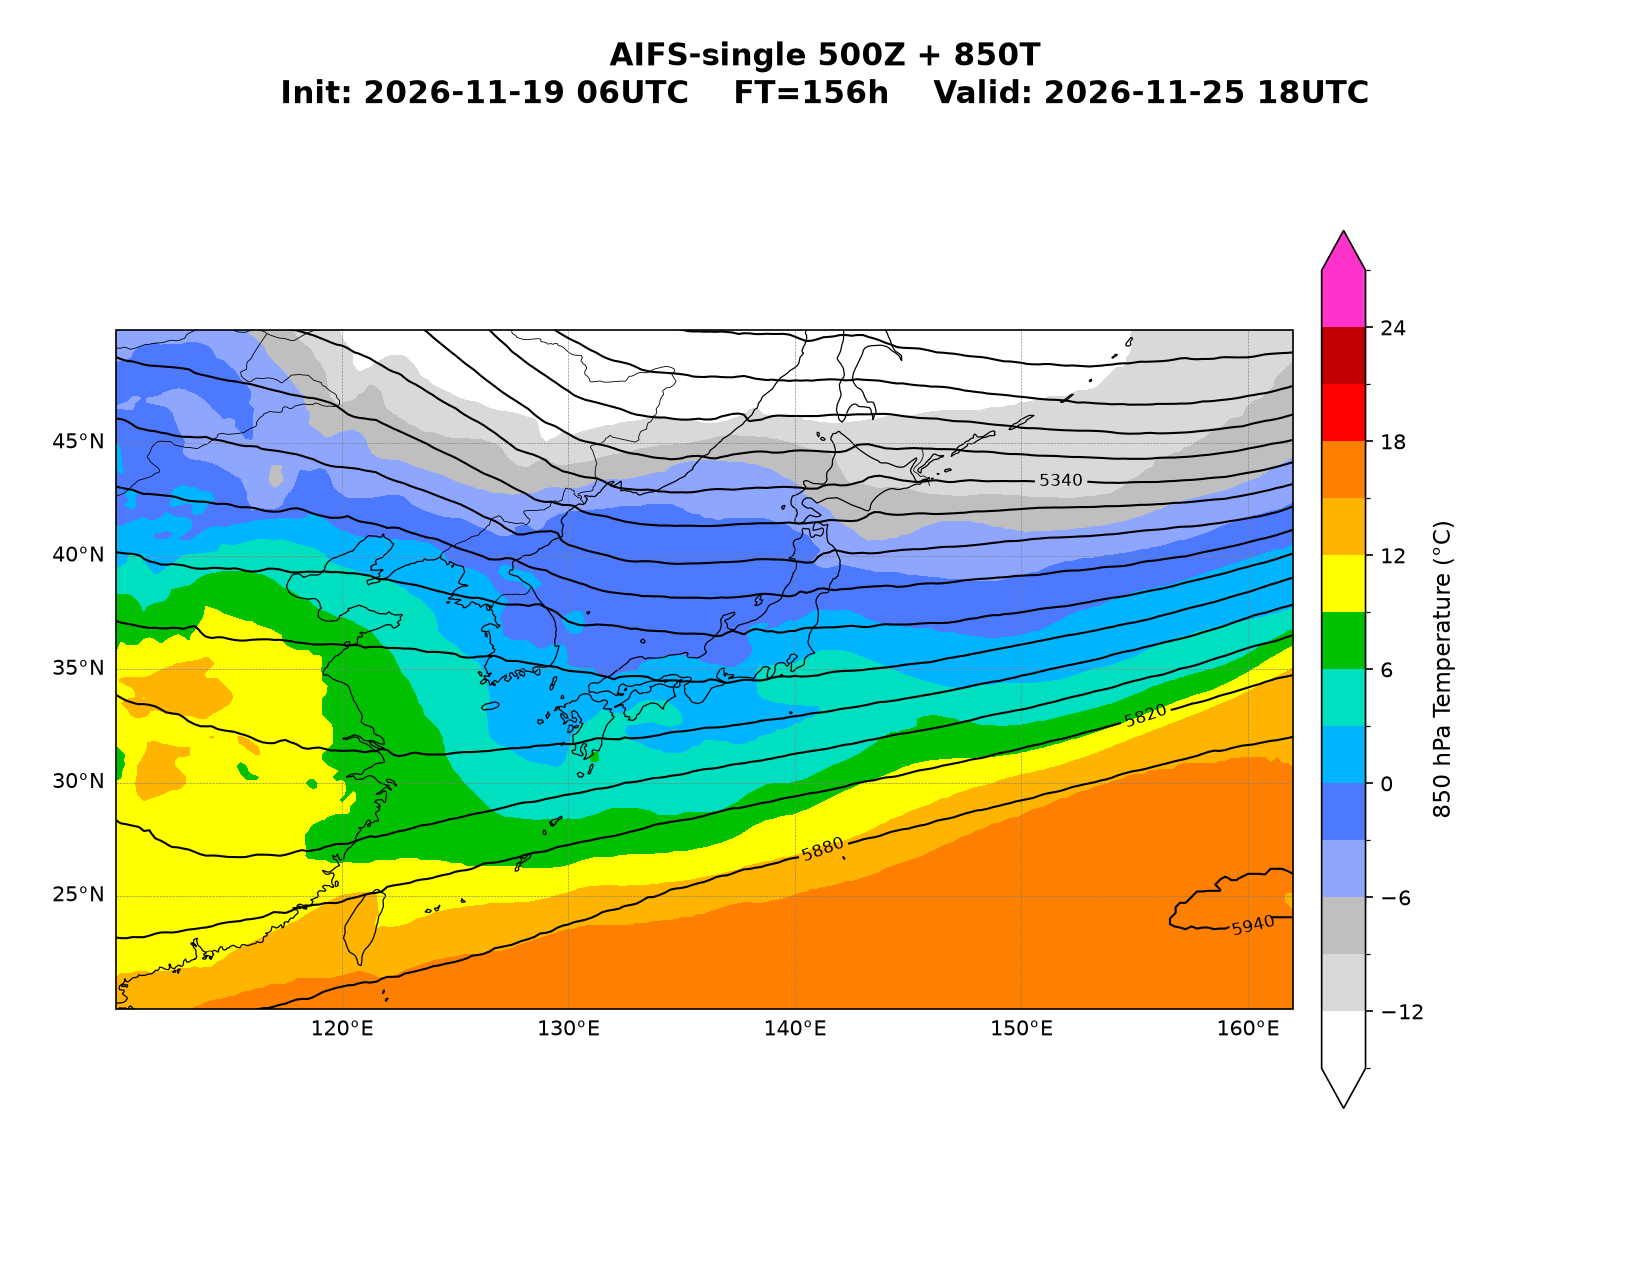 AIFS-single 500Z + 850T
Init: 2026-11-19 06UTC    FT=156h    Valid: 2026-11-25 18UTC
24
18
12
6
0
−6
−12
850 hPa Temperature (°C)
45°N
40°N
35°N
30°N
25°N
5340
5820
5880
5940
120°E
130°E
140°E
150°E
160°E